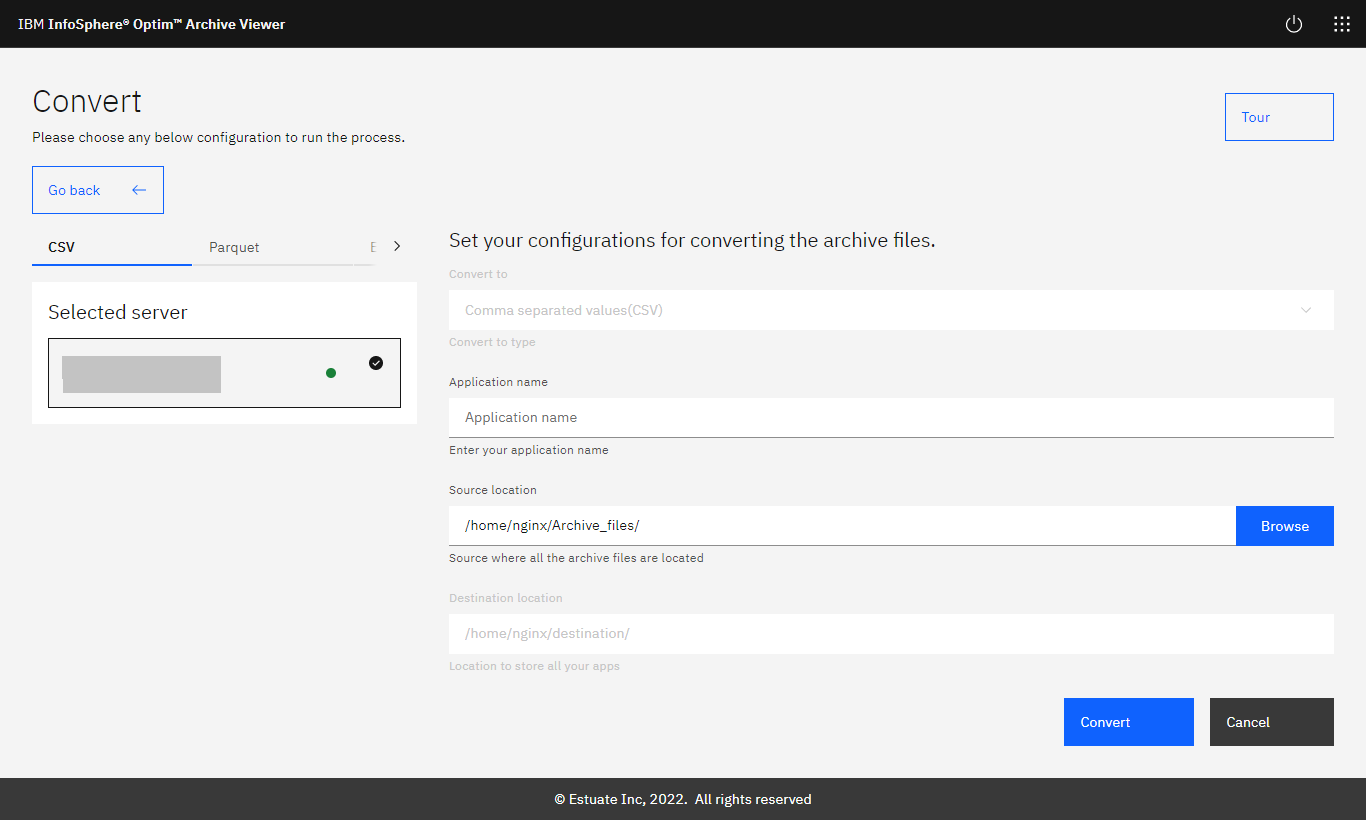 IBM InfoSphere® Optim™ Archive Viewer
Convert
Please choose any below configuration to run the process.
Tour
Go back
CSV
Parquet
Set your configurations for converting the archive files.
Convert to
Comma separated values(CSV)
Convert to type
Selected server
Application name
Application name
Enter your application name
Source location
/home/nginx/Archive_files/
Browse
Source where all the archive files are located
Destination location
/home/nginx/destination/
Location to store all your apps
Convert
Cancel
© Estuate Inc, 2022. All rights reserved